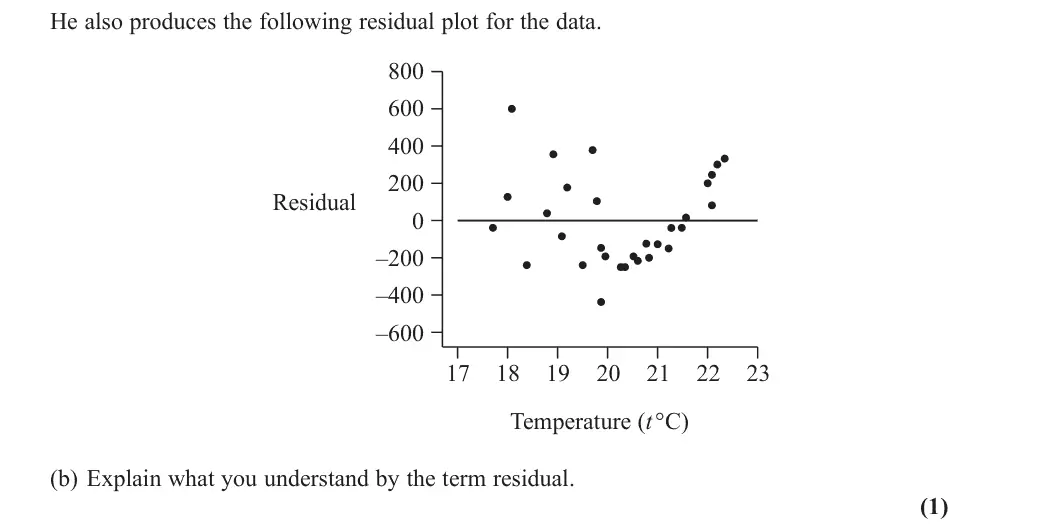 He also produces the following residual plot for the data.
800
600
400
200
Residual
0
–200
–400
–600
17 18 19 20 21 22 23
Temperature (t°C)
(b) Explain what you understand by the term residual.
(1)